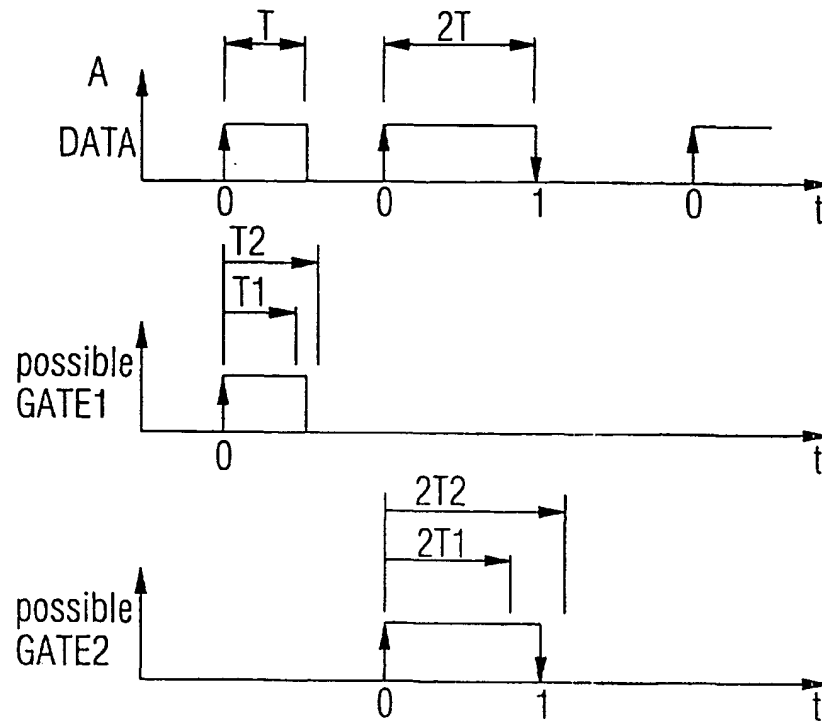 T 2T
A
DATA
0 0 1 0 t
T2
T1
possible
GATE1
0 t
2T2
2T1
possible
GATE2
0 1 t